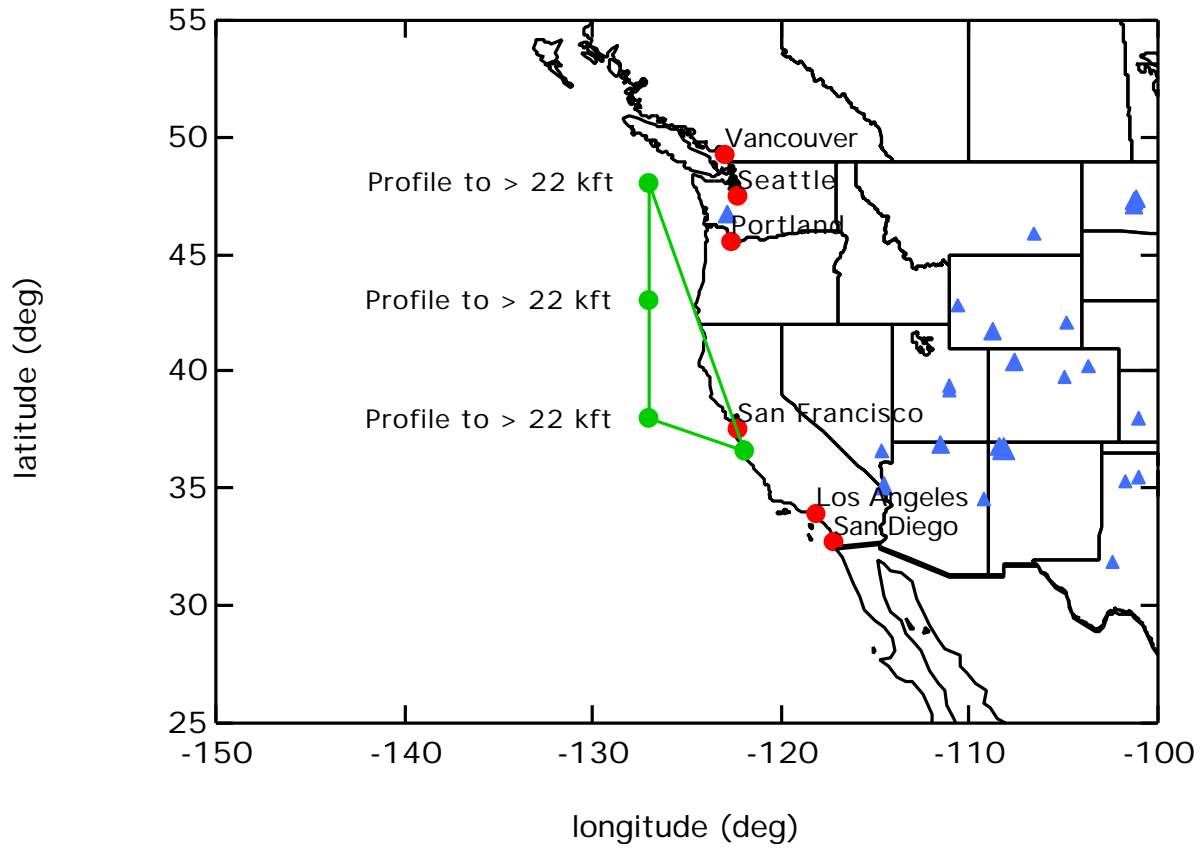 55
50
45
40
35
30
25
latitude (deg)
Vancouver
Profile to > 22 kft
Seattle
Portland
Profile to > 22 kft
San Francisco
Profile to > 22 kft
Los Angeles
San Diego
-150
-140
-130
-120
-110
-100
longitude (deg)